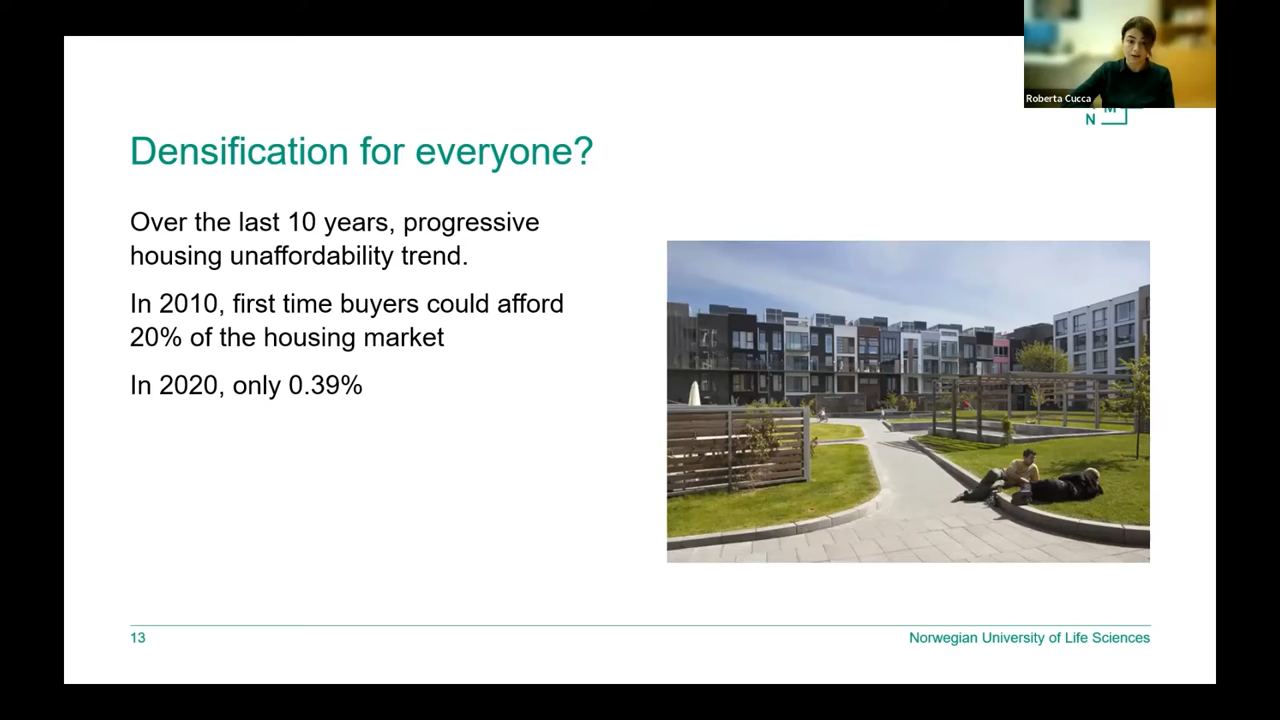 Roberta Cucca
N M
Densification for everyone?
Over the last 10 years, progressive
housing unaffordability trend.
In 2010, first time buyers could afford
20% of the housing market
In 2020, only 0.39%
13
Norwegian University of Life Sciences